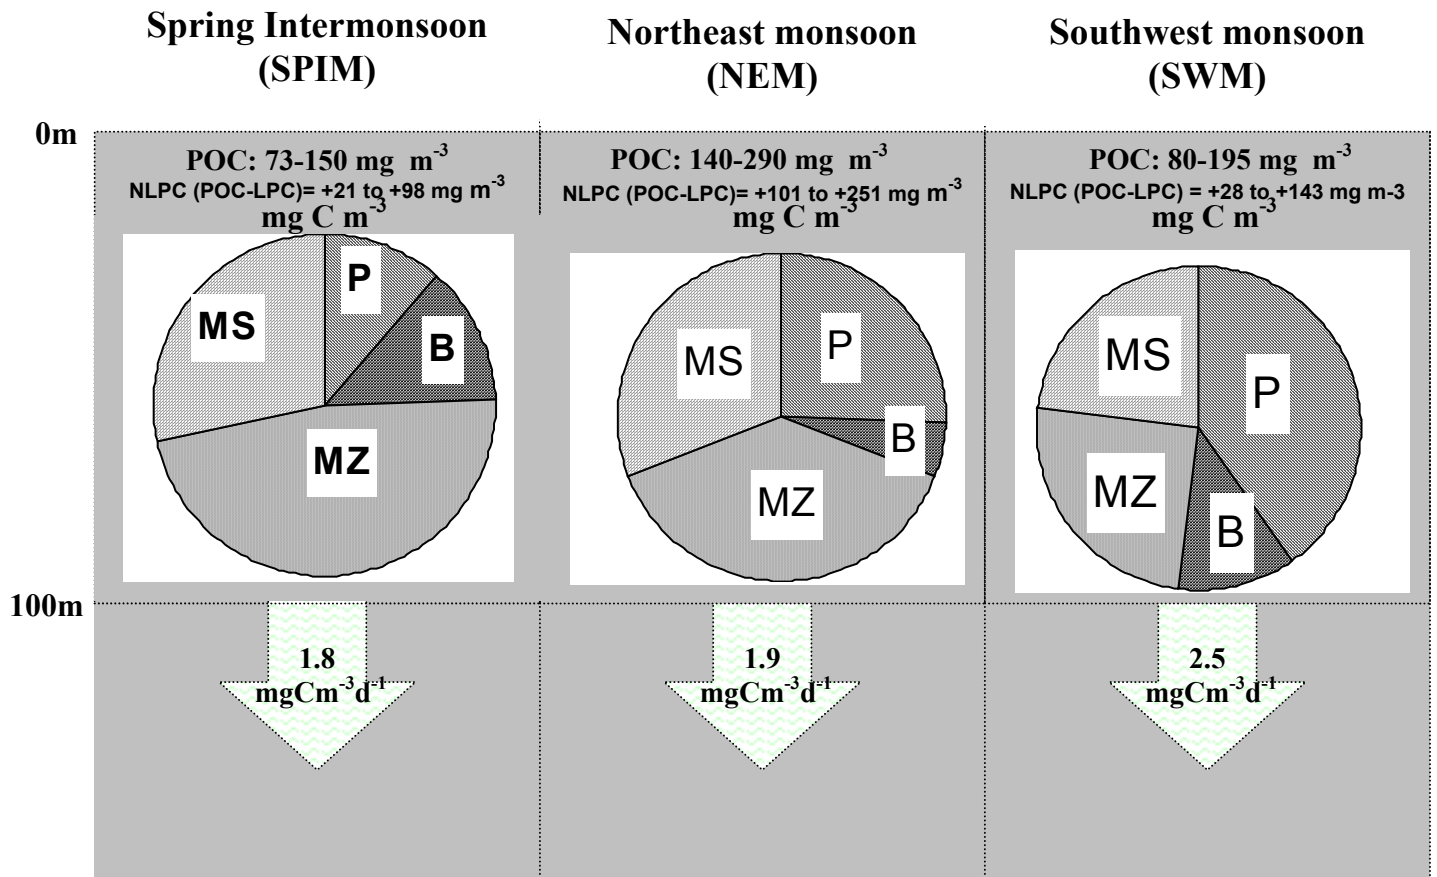 Spring Intermonsoon
(SPIM)
Northeast monsoon
(NEM)
Southwest monsoon
(SWM)
0m
POC: 73-150 mg m-3
NLPC (POC-LPC)= +21 to +98 mg m-3
mg C m-3
P
B
MS
MZ
POC: 140-290 mg m-3
NLPC (POC-LPC)= +101 to +251 mg m-3
mg C m-3
P
MS
B
MZ
POC: 80-195 mg m-3
NLPC (POC-LPC) = +28 to +143 mg m-3
mg C m-3
MS
P
MZ
B
100m
1.8
mgCm-3d-1
1.9
mgCm-3d-1
2.5
mgCm-3d-1